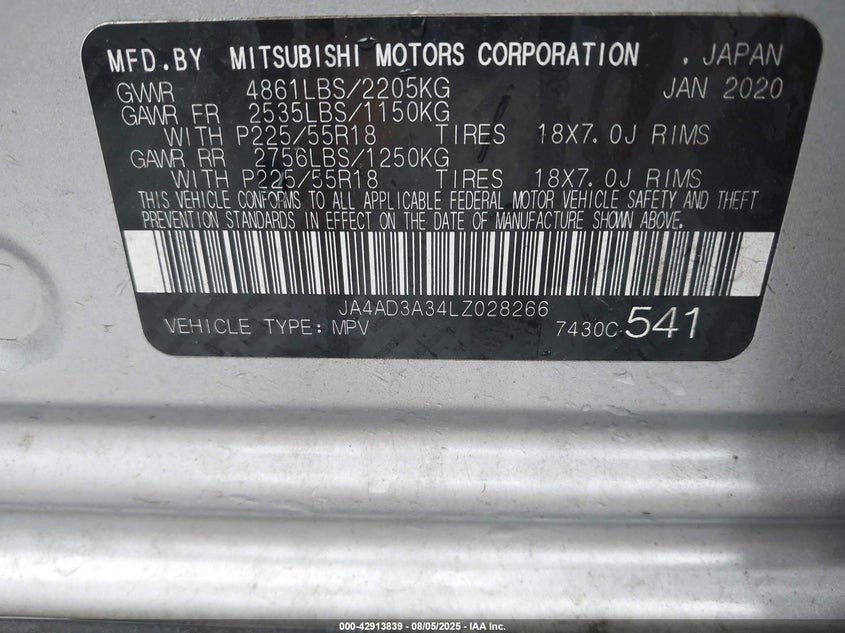 MFD.BY MITSUBISHI MOTORS CORPORATION , JAPAN
GVWR 4861LBS/2205KG JAN 2020
GAWR FR 2535LBS/1150KG
WITH P225/55R18 TIRES 18X7.0J RIMS
GAWR RR 2756LBS/1250KG
WITH P225/55R18 TIRES 18X7.0J RIMS
THIS VEHICLE CONFORMS TO ALL APPLICABLE FEDERAL MOTOR VEHICLE SAFETY AND THEFT
PREVENTION STANDARDS IN EFFECT ON THE DATE OF MANUFACTURE SHOWN ABOVE.
JA4AD3A34LZ028266
VEHICLE TYPE: MPV 7430C 541
000-42913839 - 08/05/2025 - IAA Inc.